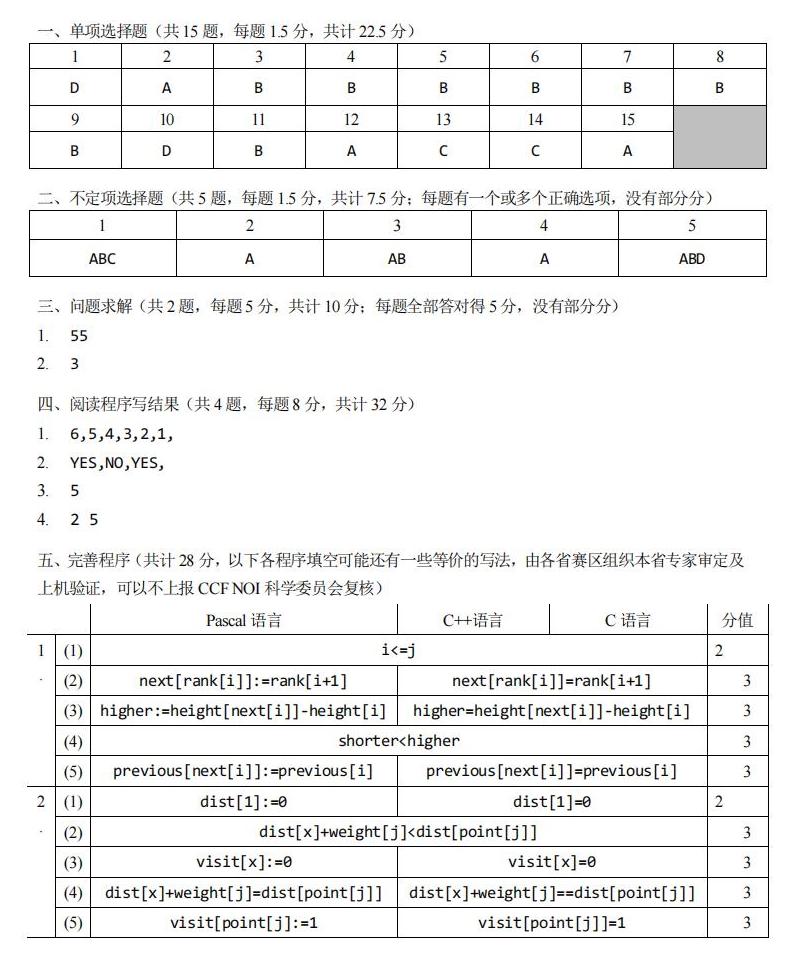 一、单项选择题（共 15 题，每题 1.5 分，共计 22.5 分）
1 2 3 4 5 6 7 8
D A B B B B B B
9 10 11 12 13 14 15
B D B A C C A
二、不定项选择题（共 5 题，每题 1.5 分，共计 7.5 分；每题有一个或多个正确选项，没有部分分）
1 2 3 4 5
ABC A AB A ABD
三、问题求解（共 2 题，每题 5 分，共计 10 分；每题全部答对得 5 分，没有部分分）
1. 55
2. 3
四、阅读程序写结果（共 4 题，每题 8 分，共计 32 分）
1. 6,5,4,3,2,1,
2. YES,NO,YES,
3. 5
4. 2 5
五、完善程序（共计 28 分，以下各程序填空可能还有一些等价的写法，由各省赛区组织本省专家审定及
上机验证，可以不上报 CCF NOI 科学委员会复核）
Pascal 语言 C++语言 C 语言 分值
1 (1) i<=j 2
. (2) next[rank[i]]:=rank[i+1] next[rank[i]]=rank[i+1] 3
(3) higher:=height[next[i]]-height[i] higher=height[next[i]]-height[i] 3
(4) shorter<higher 3
(5) previous[next[i]]:=previous[i] previous[next[i]]=previous[i] 3
2 (1) dist[1]:=0 dist[1]=0 2
. (2) dist[x]+weight[j]<dist[point[j]] 3
(3) visit[x]:=0 visit[x]=0 3
(4) dist[x]+weight[j]=dist[point[j]] dist[x]+weight[j]==dist[point[j]] 3
(5) visit[point[j]:=1 visit[point[j]]=1 3